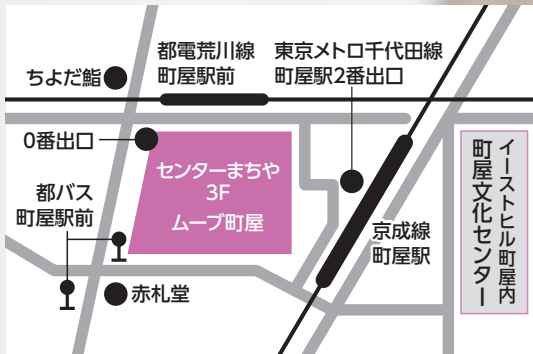 都電荒川線
町屋駅前
東京メトロ千代田線
町屋駅2番出口
ちよだ鮨
0番出口
センターまちや
3F
ムーブ町屋
都バス
町屋駅前
赤札堂
京成線
町屋駅
イーストヒル町屋内
町屋文化センター